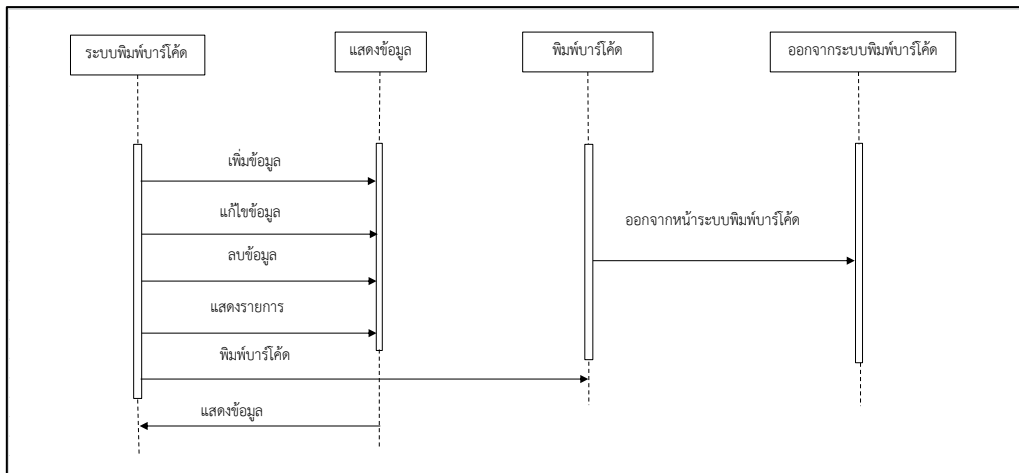 ระบบพิมพ์บาร์โค้ด
แสดงข้อมูล
พิมพ์บาร์โค้ด
ออกจากระบบพิมพ์บาร์โค้ด
เพิ่มข้อมูล
แก้ไขข้อมูล
ออกจากหน้าระบบพิมพ์บาร์โค้ด
ลบข้อมูล
แสดงรายการ
พิมพ์บาร์โค้ด
แสดงข้อมูล